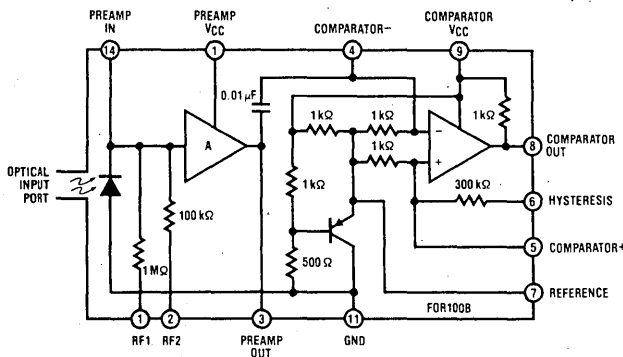 PREAMP
IN
14
PREAMP
VCC
1
COMPARATOR−
4
COMPARATOR
VCC
9
0.01 μF
1 kΩ
1 kΩ
1 kΩ
1 kΩ
1 kΩ
A
−
+
8
COMPARATOR
OUT
OPTICAL
INPUT
PORT
100 kΩ
1 MΩ
500 Ω
300 kΩ
6
HYSTERESIS
5
COMPARATOR+
7
REFERENCE
FOR100B
1
RF1
2
RF2
3
PREAMP
OUT
11
GND